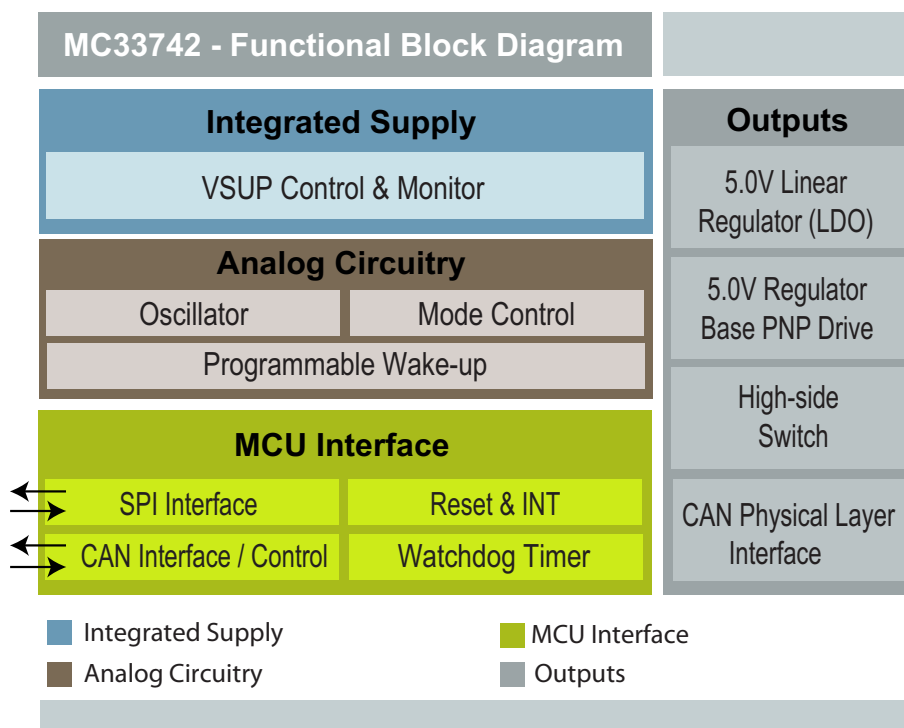 MC33742 - Functional Block Diagram
Integrated Supply
VSUP Control & Monitor
Analog Circuitry
Oscillator
Mode Control
Programmable Wake-up
MCU Interface
SPI Interface
Reset & INT
CAN Interface / Control
Watchdog Timer
Outputs
5.0V Linear
Regulator (LDO)
5.0V Regulator
Base PNP Drive
High-side
Switch
CAN Physical Layer
Interface
Integrated Supply
MCU Interface
Analog Circuitry
Outputs